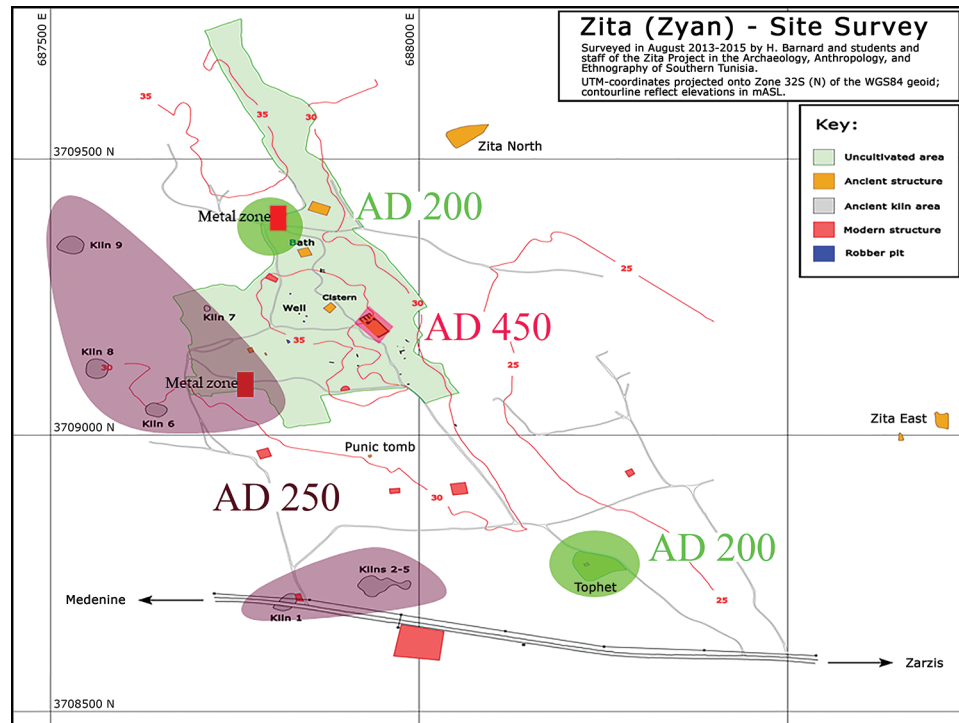 687500 E
688000 E
Zita (Zyan) - Site Survey
Surveyed in August 2013-2015 by H. Barnard and students and
staff of the Zita Project in the Archaeology, Anthropology, and
Ethnography of Southern Tunisia.
UTM-coordinates projected onto Zone 32S (N) of the WGS84 geoid;
contourline reflect elevations in mASL.
Key:
Uncultivated area
Ancient structure
Ancient kiln area
Modern structure
Robber pit
35
35
30
Zita North
3709500 N
AD 200
Metal zone
Bath
Kiln 9
25
Cistern
30
Well
Kiln 7
AD 450
35
Kiln 8
30
25
Metal zone
Kiln 6
Zita East
3709000 N
Punic tomb
AD 250
30
AD 200
Kilns 2-5
Tophet
Medenine
25
Kiln 1
Zarzis
3708500 N